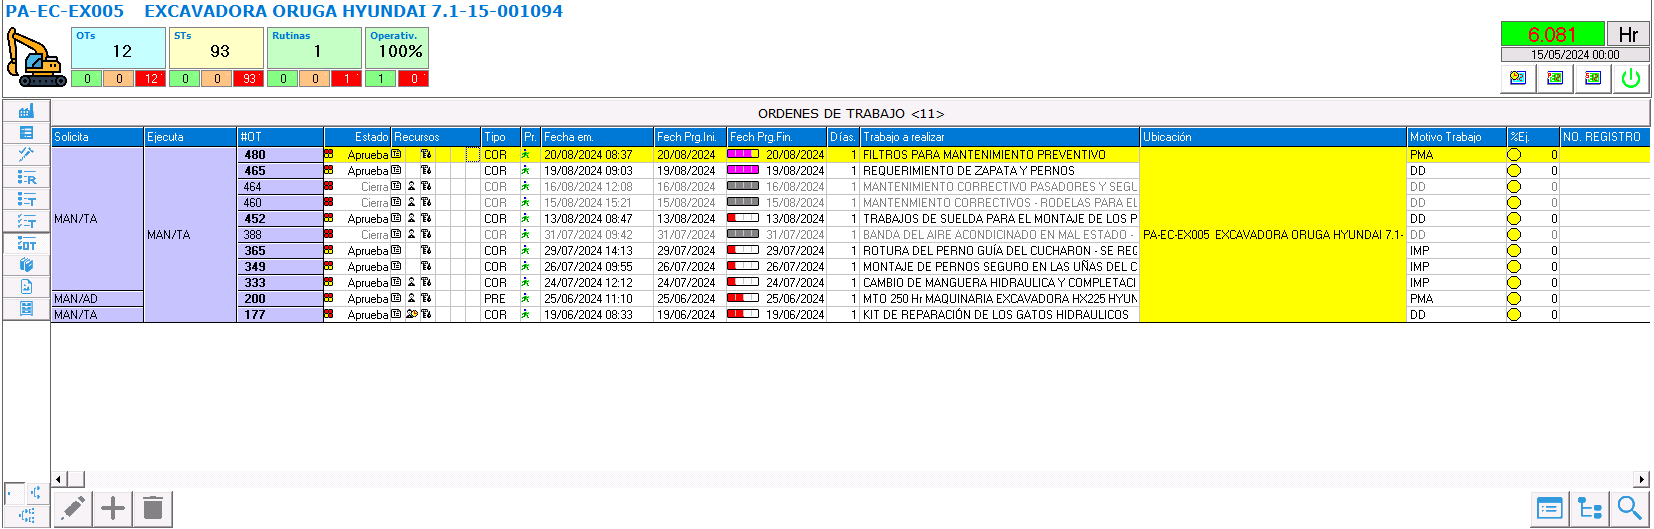 PA-EC-EX005 EXCAVADORA ORUGA HYUNDAI 7.1-15-001094
OTs 12 0 0 12
STs 93 0 0 93
Rutinas 1 0 0 1
Operativ. 100% 1 0
6.081 Hr
15/05/2024 00:00
ORDENES DE TRABAJO <11>
Solicita Ejecuta #OT Estado Recursos Tipo Pr. Fecha em. Fech Prg.Ini. Fech Prg.Fin. Días. Trabajo a realizar Ubicación Motivo Trabajo %Ej. NO. REGISTRO
480 Aprueba COR 20/08/2024 08:37 20/08/2024 20/08/2024 1 FILTROS PARA MANTENIMIENTO PREVENTIVO PMA 0
465 Aprueba COR 19/08/2024 09:03 19/08/2024 19/08/2024 1 REQUERIMIENTO DE ZAPATA Y PERNOS DD 0
464 Cierra COR 16/08/2024 12:08 16/08/2024 16/08/2024 1 MANTENIMIENTO CORRECTIVO PASADORES Y SEGU DD 0
460 Cierra COR 15/08/2024 15:21 15/08/2024 15/08/2024 1 MANTENMIENTO CORRECTIVOS - RODELAS PARA EL DD 0
MAN/TA 452 Aprueba COR 13/08/2024 08:47 13/08/2024 13/08/2024 1 TRABAJOS DE SUELDA PARA EL MONTAJE DE LOS P DD 0
MAN/TA 388 Cierra COR 31/07/2024 09:42 31/07/2024 31/07/2024 1 BANDA DEL AIRE ACONDICINADO EN MAL ESTADO - PA-EC-EX005 EXCAVADORA ORUGA HYUNDAI 7.1- DD 0
365 Aprueba COR 29/07/2024 14:13 29/07/2024 29/07/2024 1 ROTURA DEL PERNO GUÍA DEL CUCHARON - SE REC IMP 0
349 Aprueba COR 26/07/2024 09:55 26/07/2024 26/07/2024 1 MONTAJE DE PERNOS SEGURO EN LAS UÑAS DEL C IMP 0
333 Aprueba COR 24/07/2024 12:12 24/07/2024 24/07/2024 1 CAMBIO DE MANGUERA HIDRAULICA Y COMPLETACI IMP 0
MAN/AD 200 Aprueba PRE 25/06/2024 11:10 25/06/2024 25/06/2024 1 MTO 250 Hr MAQUINARIA EXCAVADORA HX225 HYUN PMA 0
MAN/TA 177 Aprueba COR 19/06/2024 08:33 19/06/2024 19/06/2024 1 KIT DE REPARACIÓN DE LOS GATOS HIDRAULICOS DD 0